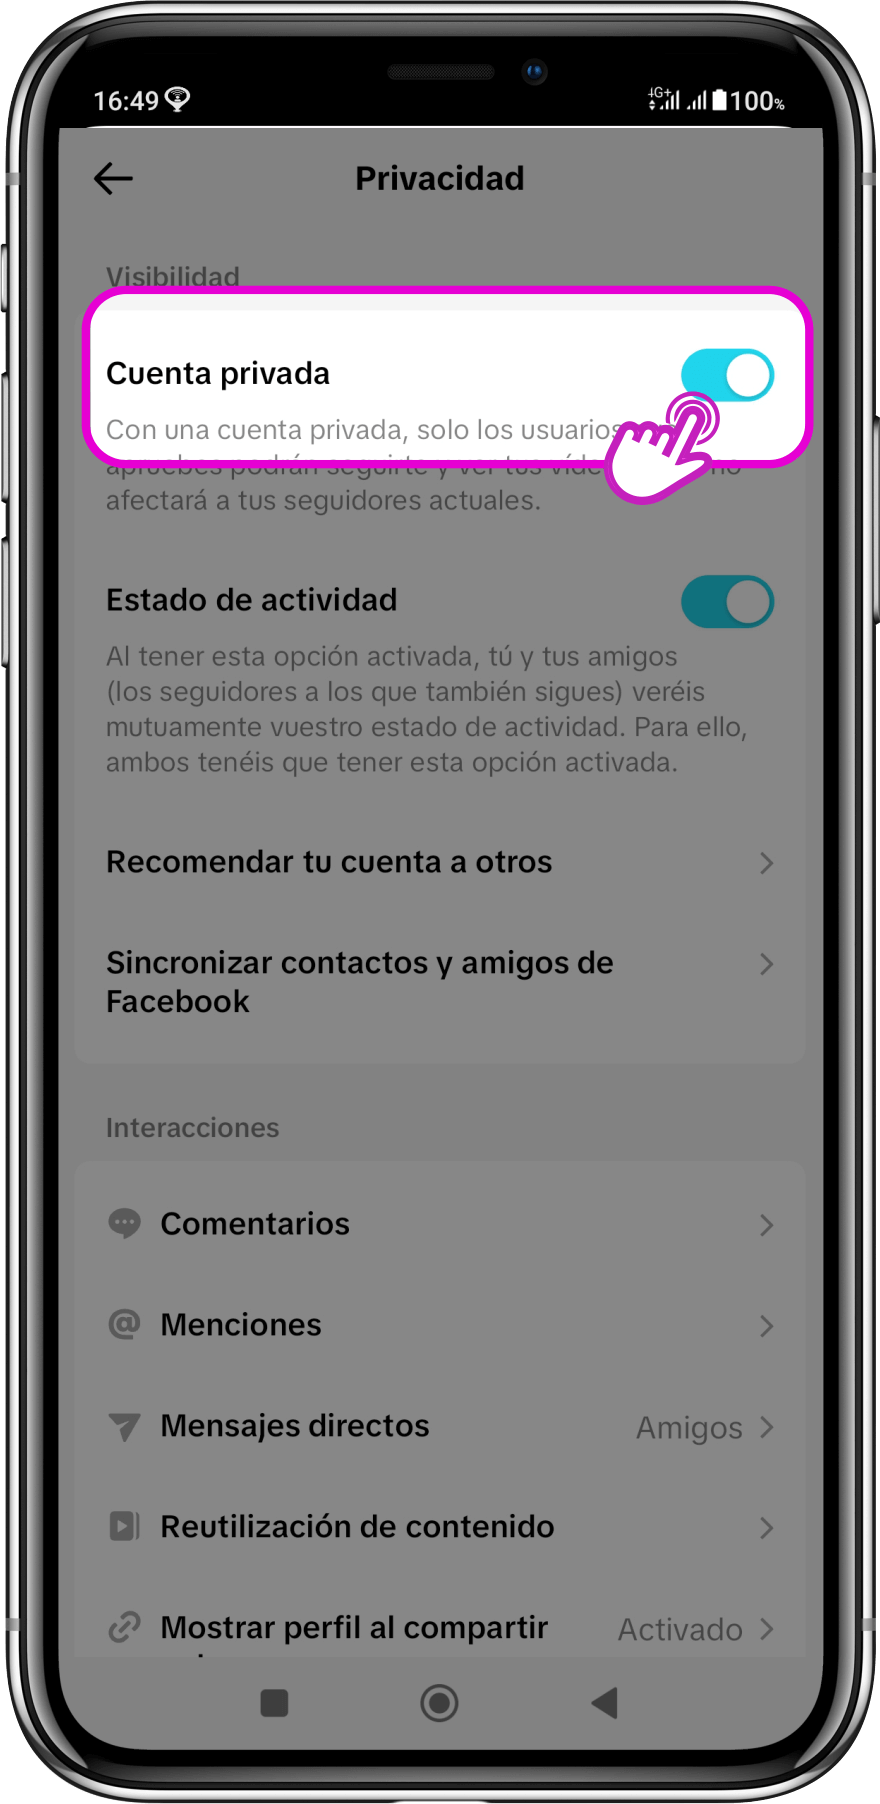 16:49
4G+ 100%
Privacidad
Visibilidad
Cuenta privada
Con una cuenta privada, solo los usuarios
apruebes podrán seguirte y ver tus víde no
afectará a tus seguidores actuales.
Estado de actividad
Al tener esta opción activada, tú y tus amigos
(los seguidores a los que también sigues) veréis
mutuamente vuestro estado de actividad. Para ello,
ambos tenéis que tener esta opción activada.
Recomendar tu cuenta a otros
Sincronizar contactos y amigos de
Facebook
Interacciones
Comentarios
Menciones
Mensajes directos Amigos
Reutilización de contenido
Mostrar perfil al compartir Activado